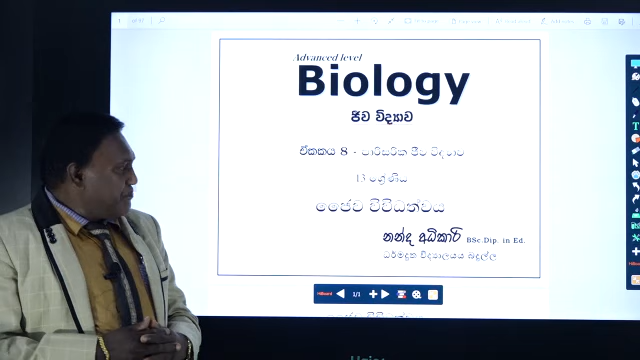 Advanced level
Biology
ජීව විද්‍යාව
ඒකකය 8 - පාරිසරික ජීව විද්‍යාව
13 ශ්‍රේණිය
ජෛව විවිධත්වය
නන්ද අධිකාරි BSc.Dip. in Ed.
ධර්මදූත විද්‍යාලයය බදුල්ල
1/1